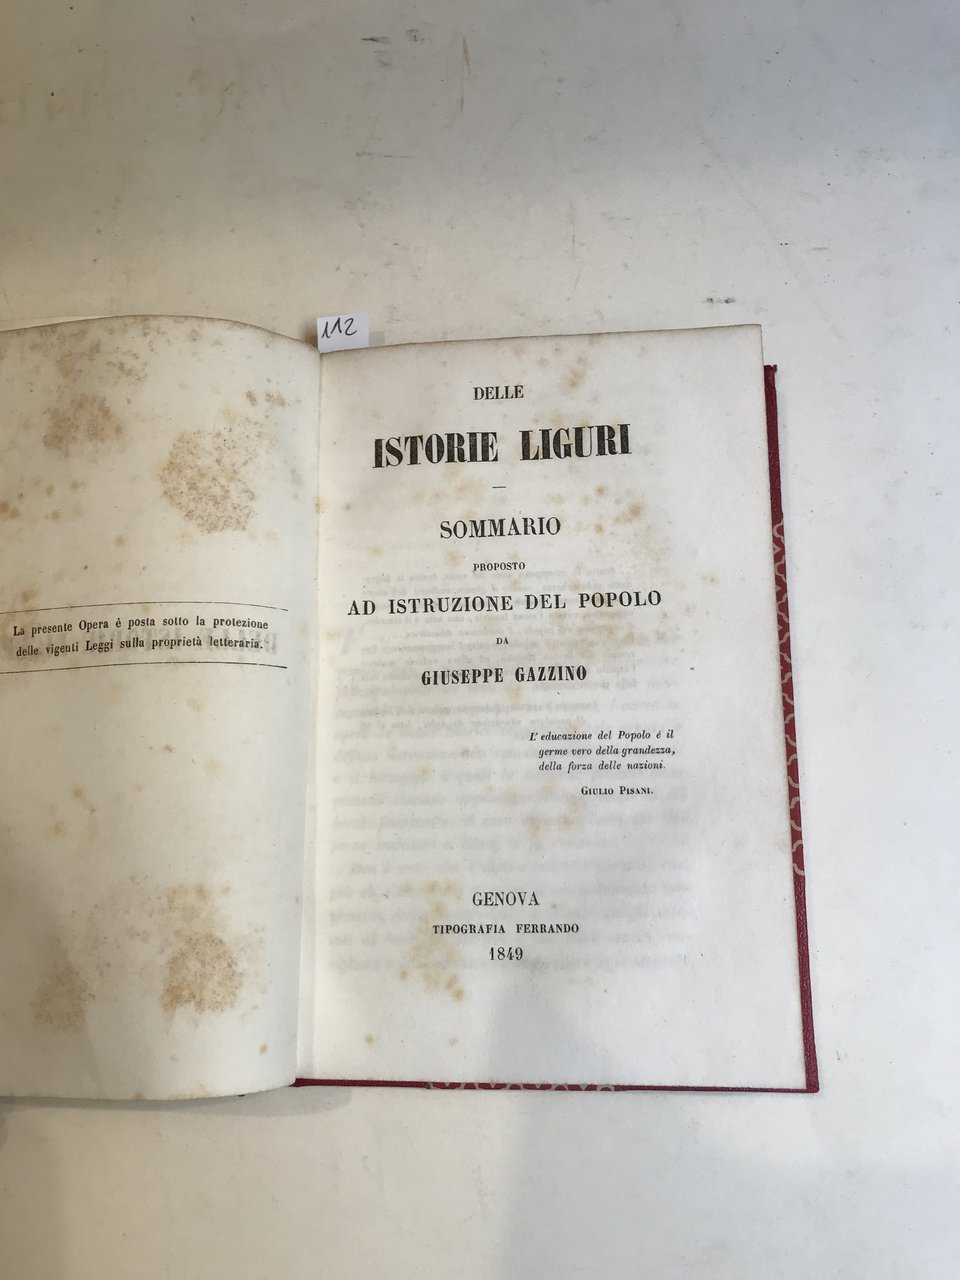 112
La presente Opera è posta sotto la protezione
delle vigenti Leggi sulla proprietà letteraria.
DELLE
ISTORIE LIGURI
—
SOMMARIO
PROPOSTO
AD ISTRUZIONE DEL POPOLO
DA
GIUSEPPE GAZZINO
L' educazione del Popolo è il
germe vero della grandezza,
della forza delle nazioni.
GIULIO PISANI.
GENOVA
TIPOGRAFIA FERRANDO
1849